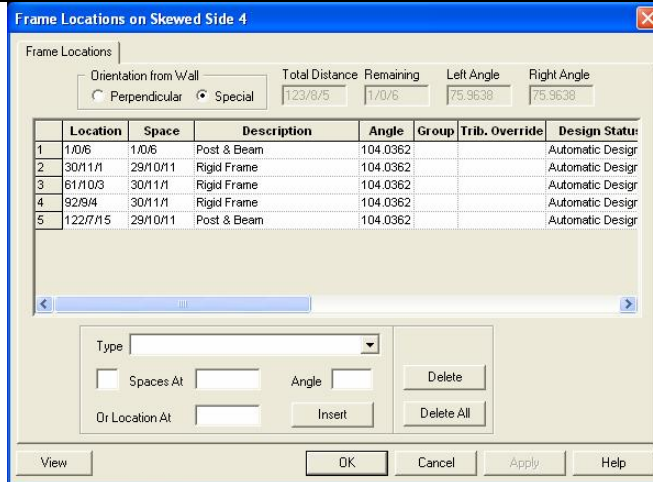 Frame Locations on Skewed Side 4
Frame Locations
Orientation from Wall Total Distance Remaining Left Angle Right Angle
Perpendicular Special 123/8/5 1/0/6 75.9638 75.9638
Location Space Description Angle Group Trib. Override Design Statu
1 1/0/6 1/0/6 Post & Beam 104.0362 Automatic Design
2 30/11/1 29/10/11 Rigid Frame 104.0362 Automatic Design
3 61/10/3 30/11/1 Rigid Frame 104.0362 Automatic Design
4 92/9/4 30/11/1 Rigid Frame 104.0362 Automatic Design
5 122/7/15 29/10/11 Post & Beam 104.0362 Automatic Design
Type
Spaces At Angle Delete
Or Location At Insert Delete All
View OK Cancel Apply Help